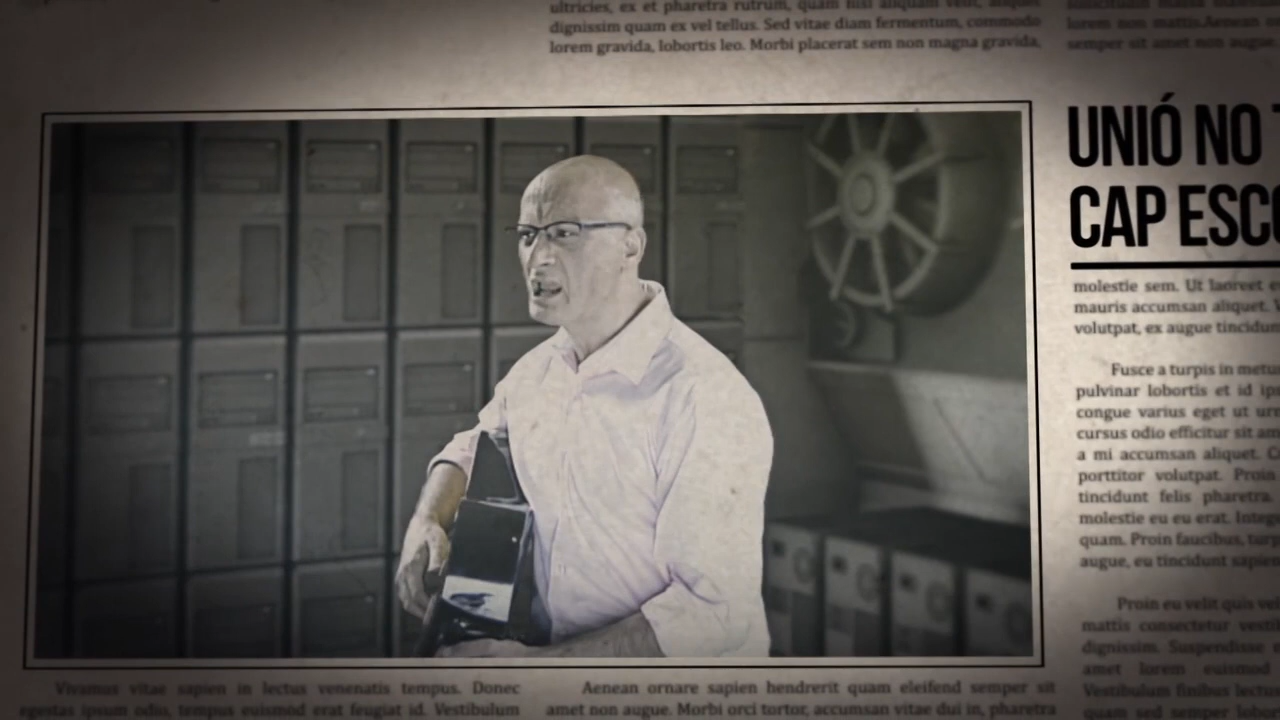 ultricies, ex et pharetra rutrum, quam nisl aliquam velit, aliquet
dignissim quam ex vel tellus. Sed vitae diam fermentum, commodo
lorem gravida, lobortis leo. Morbi placerat sem non magna gravida,
lorem non mattis.Aenean
semper sit amet non augue.
UNIÓ NO
CAP
molestie sem. Ut laoreet
mauris accumsan aliquet.
volutpat, ex augue tincidunt
Fusce a turpis in metus
pulvinar lobortis et id
congue varius eget ut
cursus odio efficitur sit
a mi accumsan aliquet.
porttitor volutpat. Proin
tincidunt felis pharetra.
molestie eu eu erat.
quam. Proin faucibus,
augue, eu tincidunt sapien
Proin eu velit quis
mattis consectetur
dignissim. Suspendisse
amet lorem euismod
Vestibulum finibus
quam sed semper
Vivamus vitae sapien in lectus venenatis tempus. Donec
egestas ipsum odio, tempus euismod erat feugiat id. Vestibulum
Aenean ornare sapien hendrerit quam eleifend semper sit
amet non augue. Morbi orci tortor, accumsan vitae dui in, pharetra